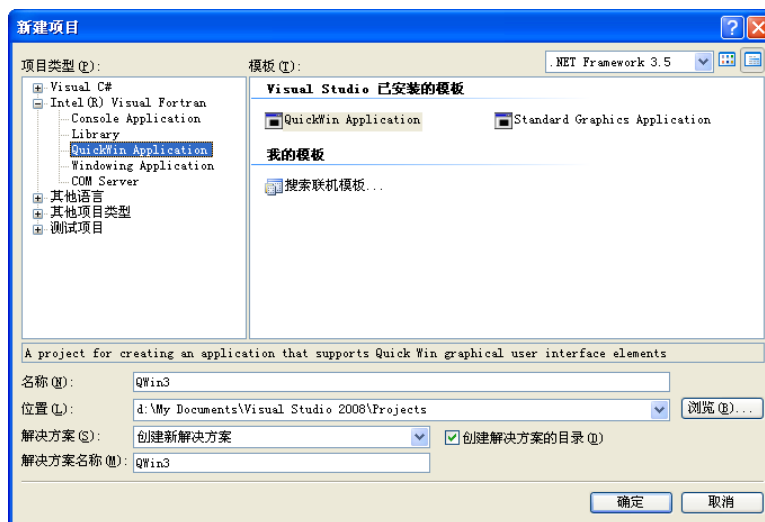 新建项目
项目类型(P):
模板(T):
.NET Framework 3.5
Visual C#
Intel(R) Visual Fortran
Console Application
Library
QuickWin Application
Windowing Application
COM Server
其他语言
其他项目类型
测试项目
Visual Studio 已安装的模板
QuickWin Application
Standard Graphics Application
我的模板
搜索联机模板...
A project for creating an application that supports Quick Win graphical user interface elements
名称(N):
QWin3
位置(L):
d:\My Documents\Visual Studio 2008\Projects
浏览(B)...
解决方案(S):
创建新解决方案
创建解决方案的目录(D)
解决方案名称(M):
QWin3
确定
取消